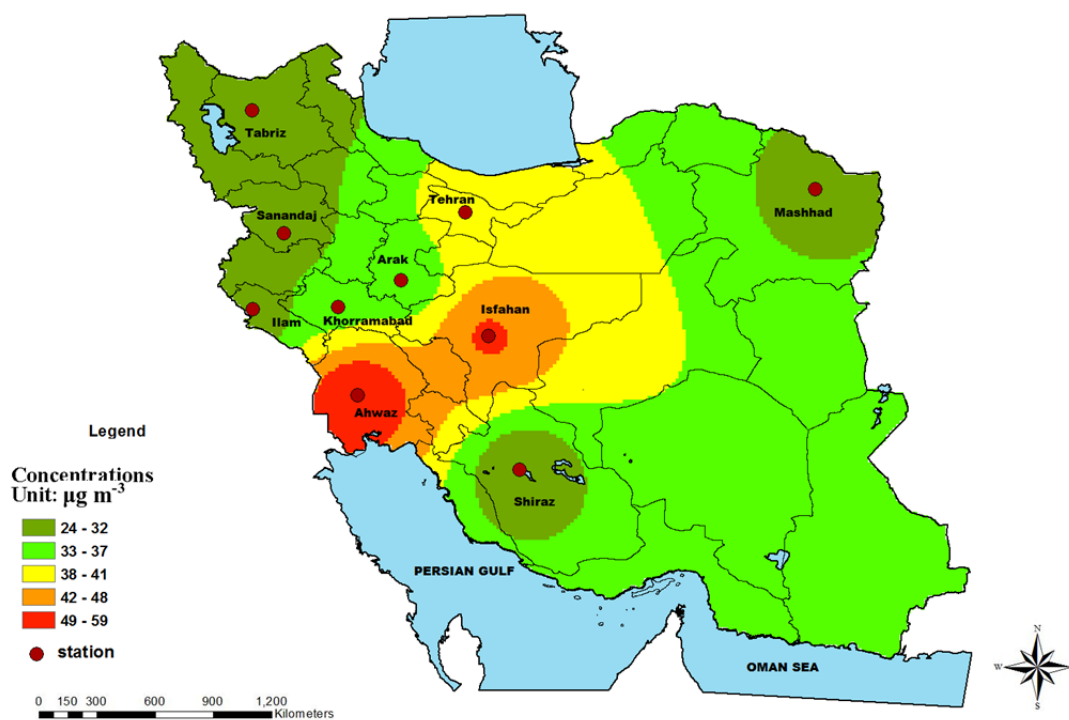 Tabriz
Mashhad
Tehran
Sanandaj
Arak
Isfahan
Ilam
Khorramabad
Ahwaz
Shiraz
Legend
Concentrations
Unit: µg m⁻³
24 - 32
33 - 37
38 - 41
42 - 48
49 - 59
station
PERSIAN GULF
OMAN SEA
N
W
E
S
0 150 300 600 900 1,200
Kilometers